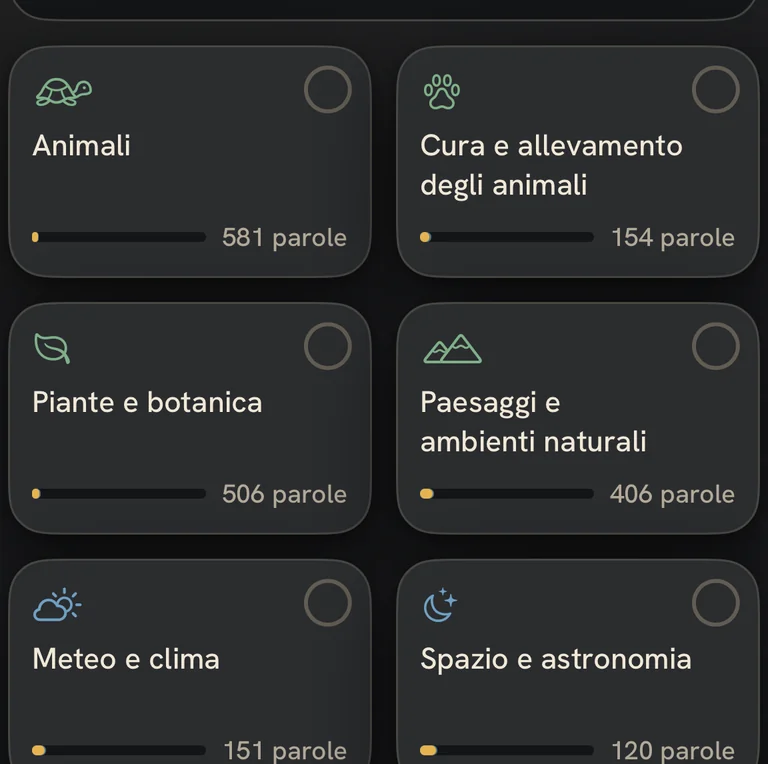 Animali
581 parole
Cura e allevamento
degli animali
154 parole
Piante e botanica
506 parole
Paesaggi e
ambienti naturali
406 parole
Meteo e clima
151 parole
Spazio e astronomia
120 parole